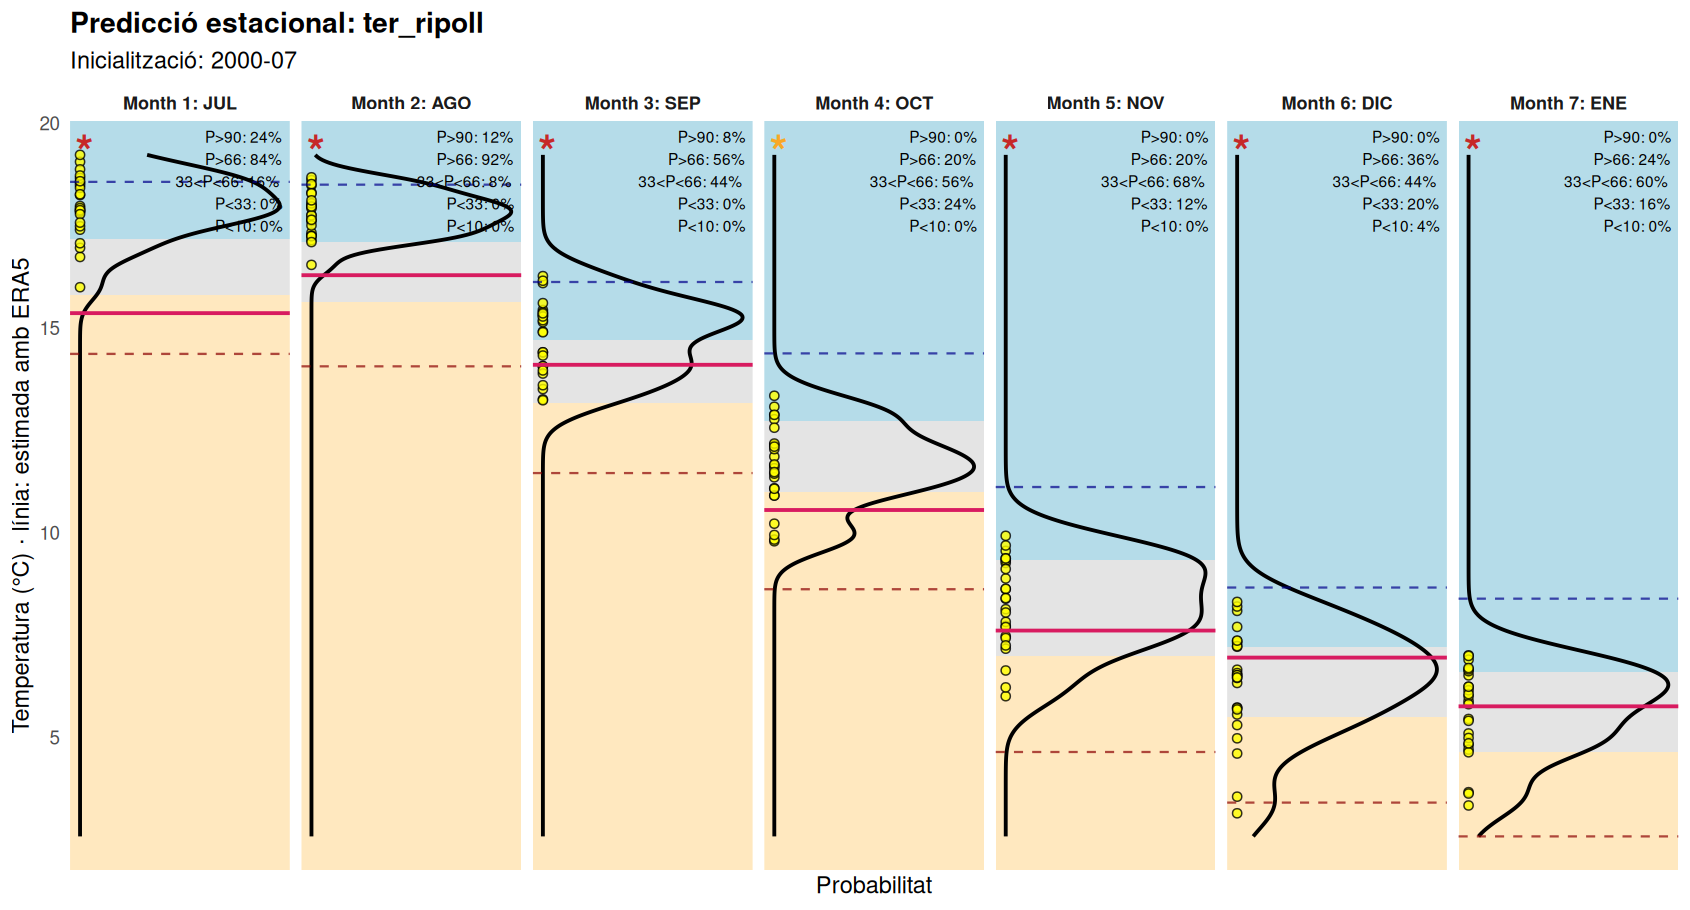 Predicció estacional: ter_ripoll
Inicialització: 2000-07
Month 1: JUL
Month 2: AGO
Month 3: SEP
Month 4: OCT
Month 5: NOV
Month 6: DIC
Month 7: ENE
P>90: 24%
P>66: 84%
33<P<66: 16%
P<33: 0%
P<10: 0%
P>90: 12%
P>66: 92%
33<P<66: 8%
P<33: 0%
P<10: 0%
P>90: 8%
P>66: 56%
33<P<66: 44%
P<33: 0%
P<10: 0%
P>90: 0%
P>66: 20%
33<P<66: 56%
P<33: 24%
P<10: 0%
P>90: 0%
P>66: 20%
33<P<66: 68%
P<33: 12%
P<10: 0%
P>90: 0%
P>66: 36%
33<P<66: 44%
P<33: 20%
P<10: 4%
P>90: 0%
P>66: 24%
33<P<66: 60%
P<33: 16%
P<10: 0%
20
15
10
5
Temperatura (°C) · línia: estimada amb ERA5
Probabilitat